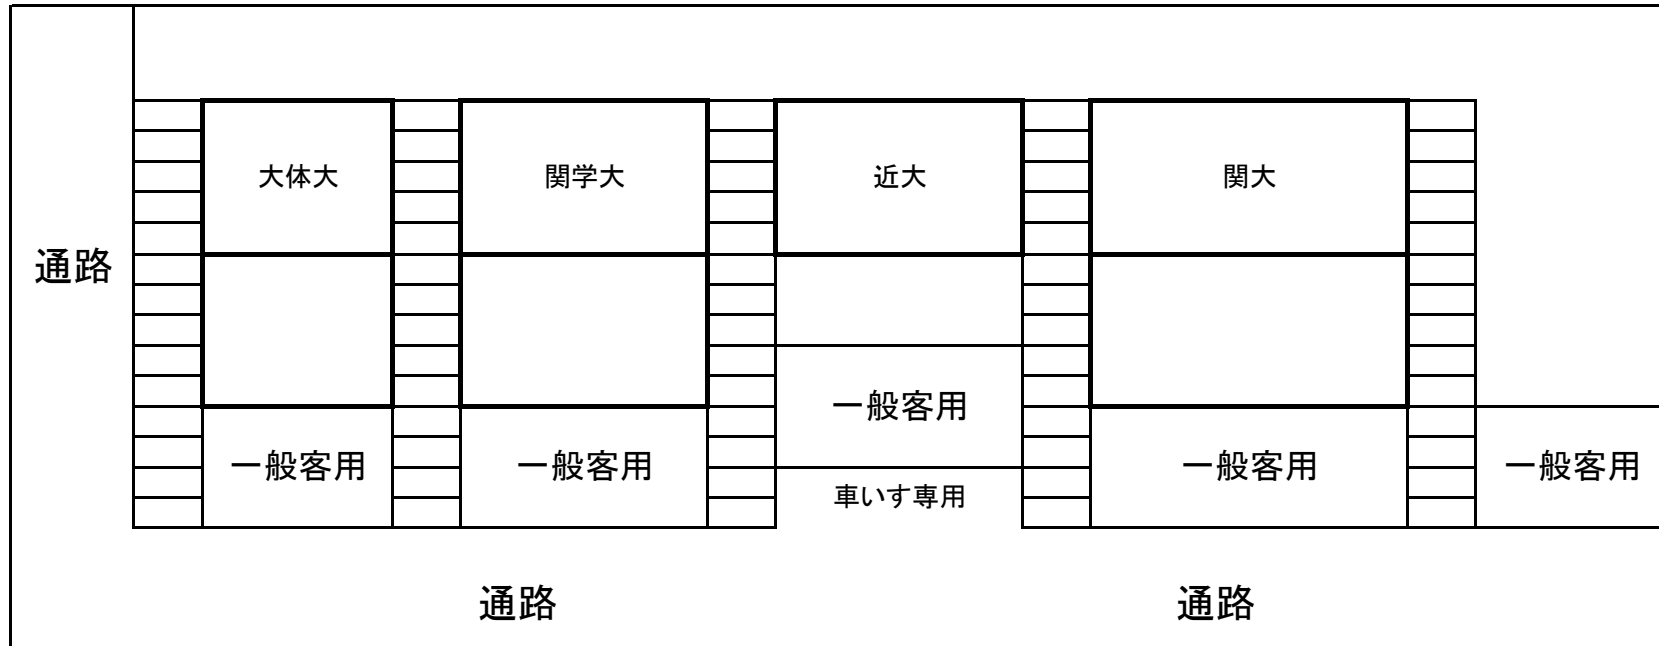 大体大
関学大
近大
関大
通路
一般客用
一般客用
一般客用
一般客用
一般客用
車いす専用
通路
通路